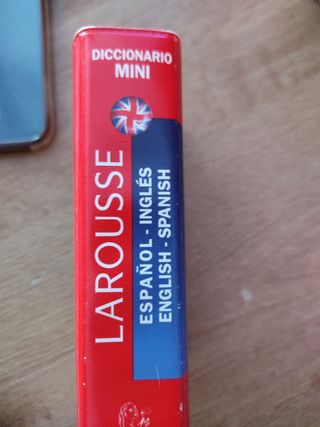 DICCIONARIO
MINI
LAROUSSE
ESPAÑOL - INGLÉS
ENGLISH - SPANISH